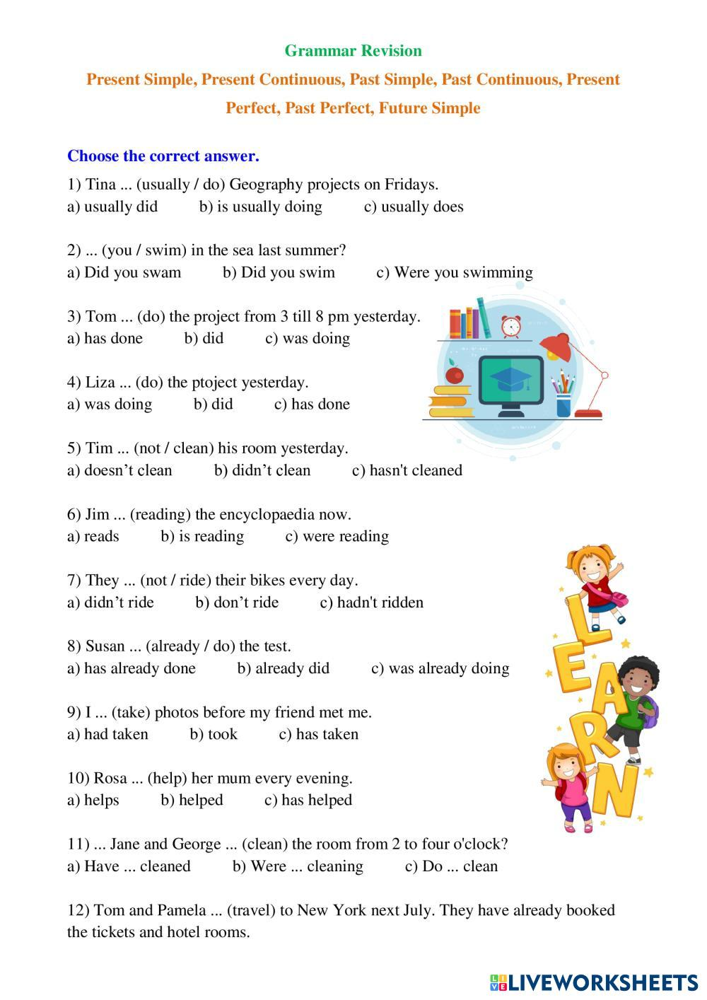 Grammar Revision
Present Simple, Present Continuous, Past Simple, Past Continuous, Present
Perfect, Past Perfect, Future Simple
Choose the correct answer.
1) Tina ... (usually / do) Geography projects on Fridays.
a) usually did b) is usually doing c) usually does
2) ... (you / swim) in the sea last summer?
a) Did you swam b) Did you swim c) Were you swimming
3) Tom ... (do) the project from 3 till 8 pm yesterday.
a) has done b) did c) was doing
4) Liza ... (do) the ptoject yesterday.
a) was doing b) did c) has done
5) Tim ... (not / clean) his room yesterday.
a) doesn’t clean b) didn’t clean c) hasn't cleaned
6) Jim ... (reading) the encyclopaedia now.
a) reads b) is reading c) were reading
7) They ... (not / ride) their bikes every day.
a) didn’t ride b) don’t ride c) hadn't ridden
8) Susan ... (already / do) the test.
a) has already done b) already did c) was already doing
9) I ... (take) photos before my friend met me.
a) had taken b) took c) has taken
10) Rosa ... (help) her mum every evening.
a) helps b) helped c) has helped
11) ... Jane and George ... (clean) the room from 2 to four o'clock?
a) Have ... cleaned b) Were ... cleaning c) Do ... clean
12) Tom and Pamela ... (travel) to New York next July. They have already booked
the tickets and hotel rooms.
LEARN
LIVE LIVEWORKSHEETS